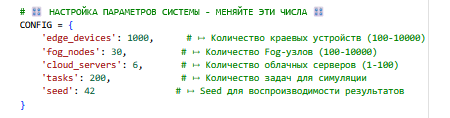 # 🎛️ НАСТРОЙКА ПАРАМЕТРОВ СИСТЕМЫ - МЕНЯЙТЕ ЭТИ ЧИСЛА 🎛️
CONFIG = {
'edge_devices': 1000, # ↦ Количество краевых устройств (100-10000)
'fog_nodes': 30, # ↦ Количество Fog-узлов (100-10000)
'cloud_servers': 6, # ↦ Количество облачных серверов (1-100)
'tasks': 200, # ↦ Количество задач для симуляции
'seed': 42 # ↦ Seed для воспроизводимости результатов
}